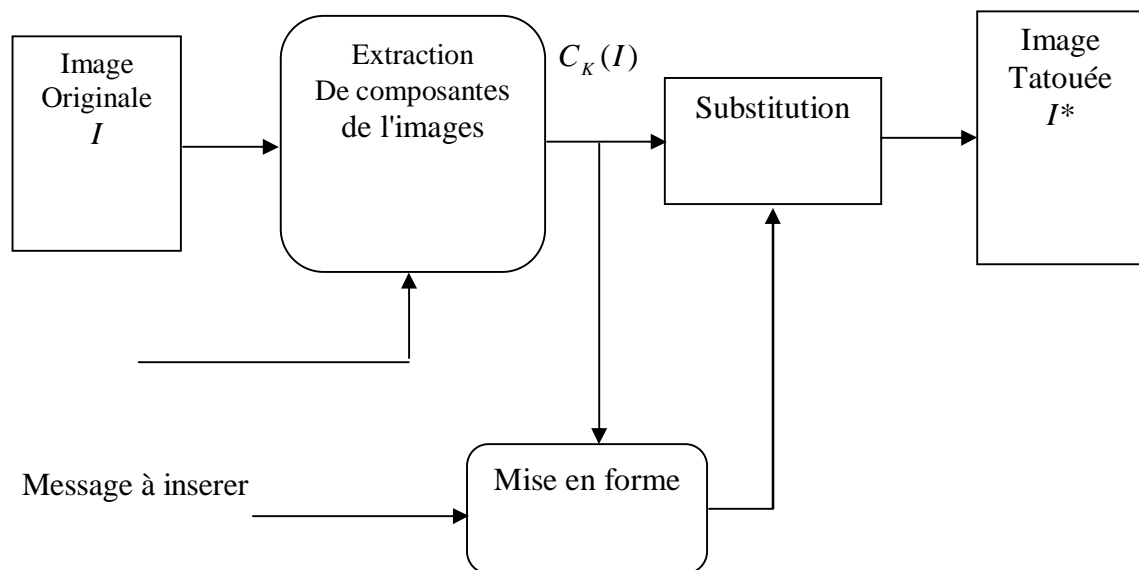 Image
Originale
I
Extraction
De composantes
de l'images
C_K(I)
Substitution
Image
Tatouée
I*
Message à inserer
Mise en forme